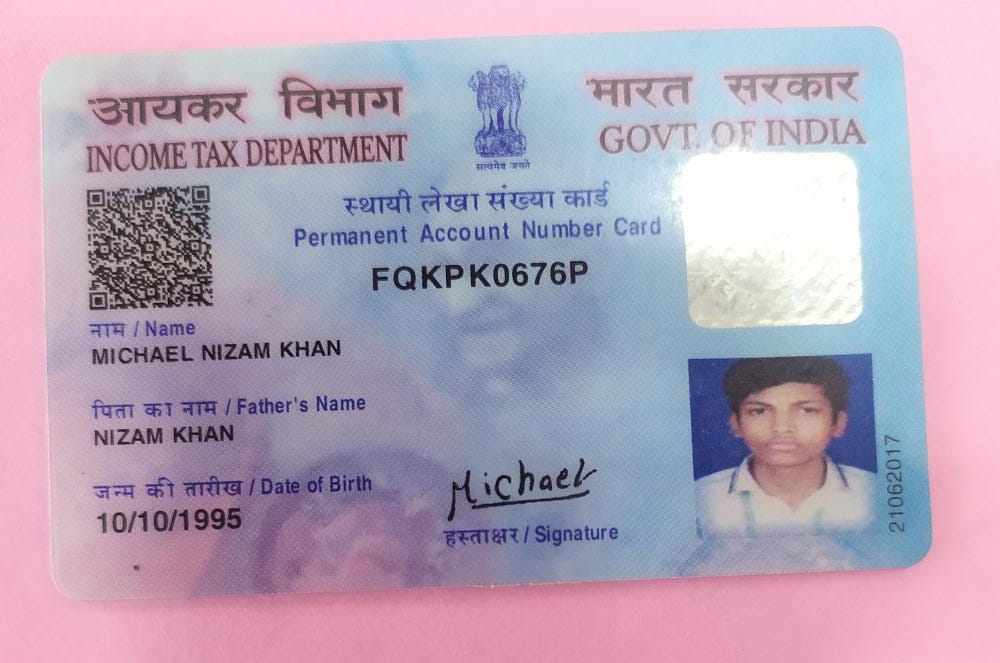 आयकर विभाग
INCOME TAX DEPARTMENT
सत्यमेव जयते
भारत सरकार
GOVT. OF INDIA
स्थायी लेखा संख्या कार्ड
Permanent Account Number Card
FQKPK0676P
नाम / Name
MICHAEL NIZAM KHAN
पिता का नाम / Father's Name
NIZAM KHAN
जन्म की तारीख / Date of Birth
10/10/1995
Michael
हस्ताक्षर / Signature
21062017